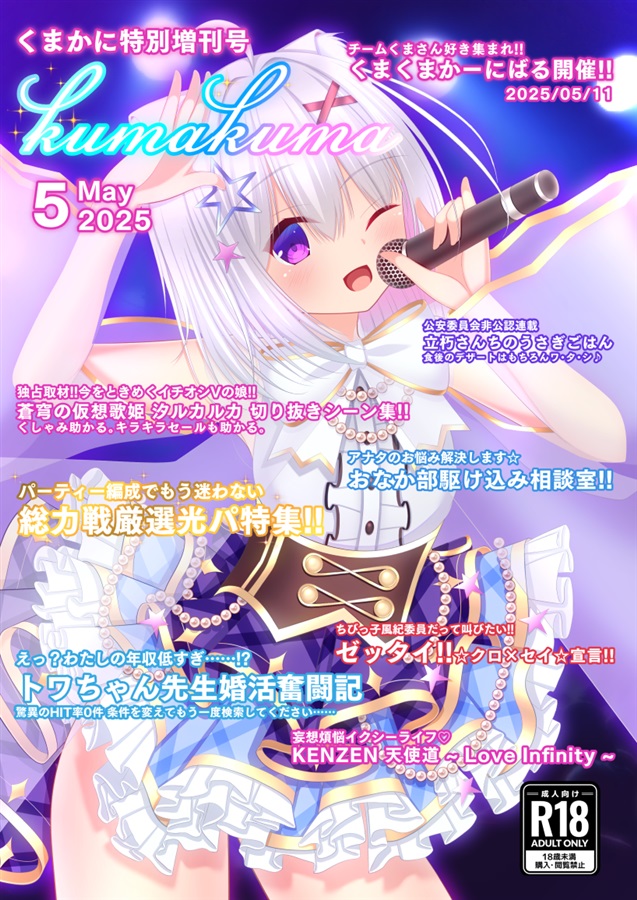 くまかに特別増刊号
チームくまさん好き集まれ!!
くまくまかーにばる開催!!
2025/05/11
kumakuma
5 May
2025
公安委員会非公認連載
立朽さんちのうさぎごはん
食後のデザートはもちろんワ・タ・シ♪
独占取材!!今をときめくイチオシVの娘!!
蒼穹の仮想歌姫 タルカルカ 切り抜きシーン集!!
くしゃみ助かる。キラキラセールも助かる。
アナタのお悩み解決します☆
おなか部駆け込み相談室!!
パーティー編成でもう迷わない
総力戦厳選光パ特集!!
ちびっ子風紀委員だって叫びたい!!
ゼッタイ!!☆クロ×セイ☆宣言!!
えっ?わたしの年収低すぎ……!?
トワちゃん先生婚活奮闘記
驚異のHIT率0件 条件を変えてもう一度検索してください……
妄想煩悩イクシーライフ♡
KENZEN 天使道 ~ Love Infinity ~
成人向け
R18
ADULT ONLY
18歳未満
購入・閲覧禁止